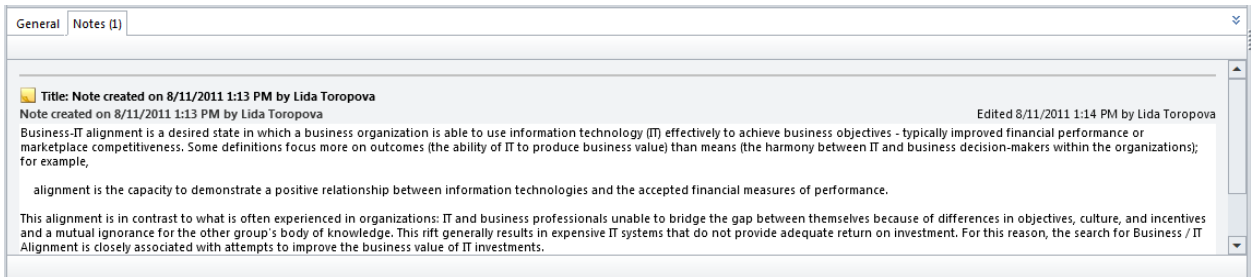 General Notes (1)
Title: Note created on 8/11/2011 1:13 PM by Lida Toropova
Note created on 8/11/2011 1:13 PM by Lida Toropova Edited 8/11/2011 1:14 PM by Lida Toropova
Business-IT alignment is a desired state in which a business organization is able to use information technology (IT) effectively to achieve business objectives - typically improved financial performance or
marketplace competitiveness. Some definitions focus more on outcomes (the ability of IT to produce business value) than means (the harmony between IT and business decision-makers within the organizations);
for example,
alignment is the capacity to demonstrate a positive relationship between information technologies and the accepted financial measures of performance.
This alignment is in contrast to what is often experienced in organizations: IT and business professionals unable to bridge the gap between themselves because of differences in objectives, culture, and incentives
and a mutual ignorance for the other group's body of knowledge. This rift generally results in expensive IT systems that do not provide adequate return on investment. For this reason, the search for Business / IT
Alignment is closely associated with attempts to improve the business value of IT investments.